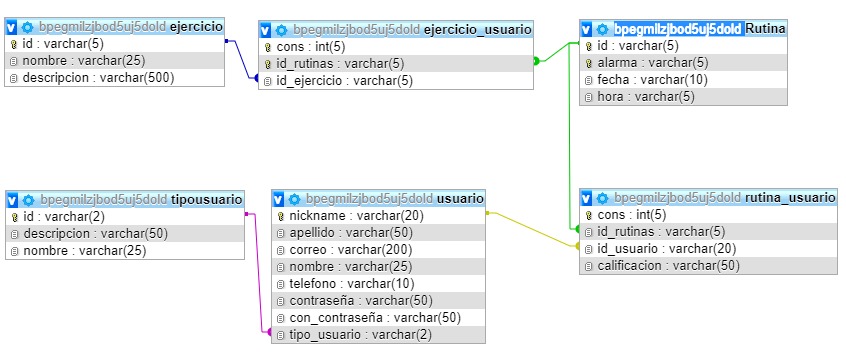 bpegmilzjbod5uj5dold ejercicio
id : varchar(5)
nombre : varchar(25)
descripcion : varchar(500)
bpegmilzjbod5uj5dold ejercicio_usuario
cons : int(5)
id_rutinas : varchar(5)
id_ejercicio : varchar(5)
bpegmilzjbod5uj5dold Rutina
id : varchar(5)
alarma : varchar(5)
fecha : varchar(10)
hora : varchar(5)
bpegmilzjbod5uj5dold tipousuario
id : varchar(2)
descripcion : varchar(50)
nombre : varchar(25)
bpegmilzjbod5uj5dold usuario
nickname : varchar(20)
apellido : varchar(50)
correo : varchar(200)
nombre : varchar(25)
telefono : varchar(10)
contraseña : varchar(50)
con_contraseña : varchar(50)
tipo_usuario : varchar(2)
bpegmilzjbod5uj5dold rutina_usuario
cons : int(5)
id_rutinas : varchar(5)
id_usuario : varchar(20)
calificacion : varchar(50)